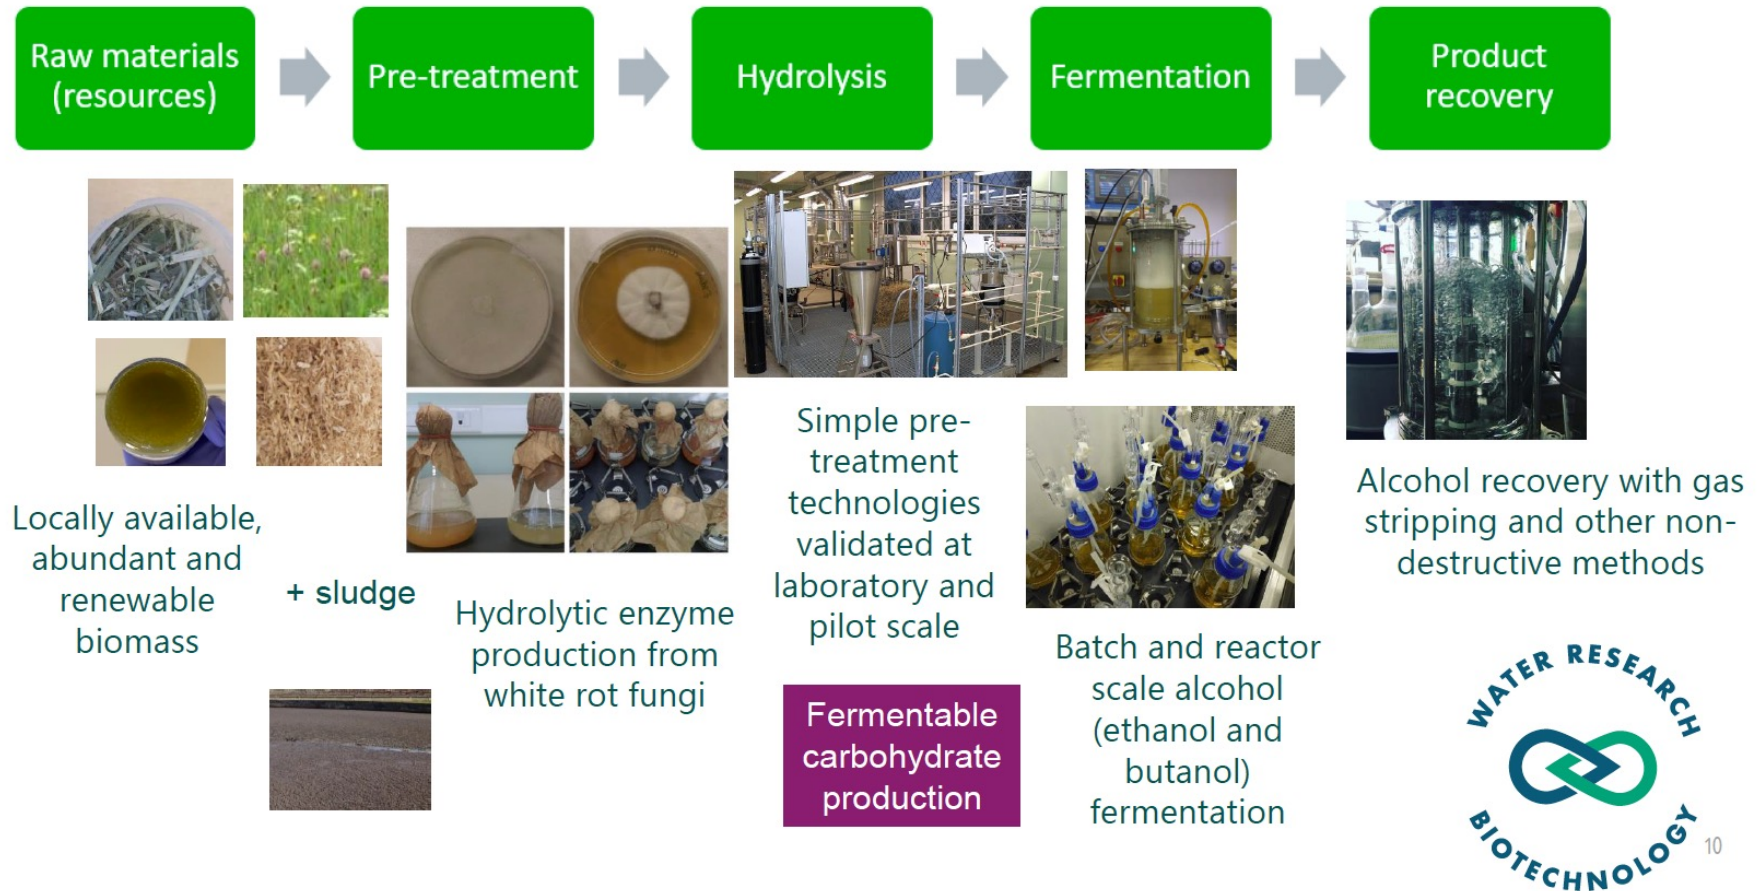 Raw materials
(resources)
Pre-treatment
Hydrolysis
Fermentation
Product
recovery
Locally available,
abundant and
renewable
biomass
+ sludge
Hydrolytic enzyme
production from
white rot fungi
Simple pre-
treatment
technologies
validated at
laboratory and
pilot scale
Fermentable
carbohydrate
production
Batch and reactor
scale alcohol
(ethanol and
butanol)
fermentation
Alcohol recovery with gas
stripping and other non-
destructive methods
WATER RESEARCH
BIOTECHNOLOGY
10